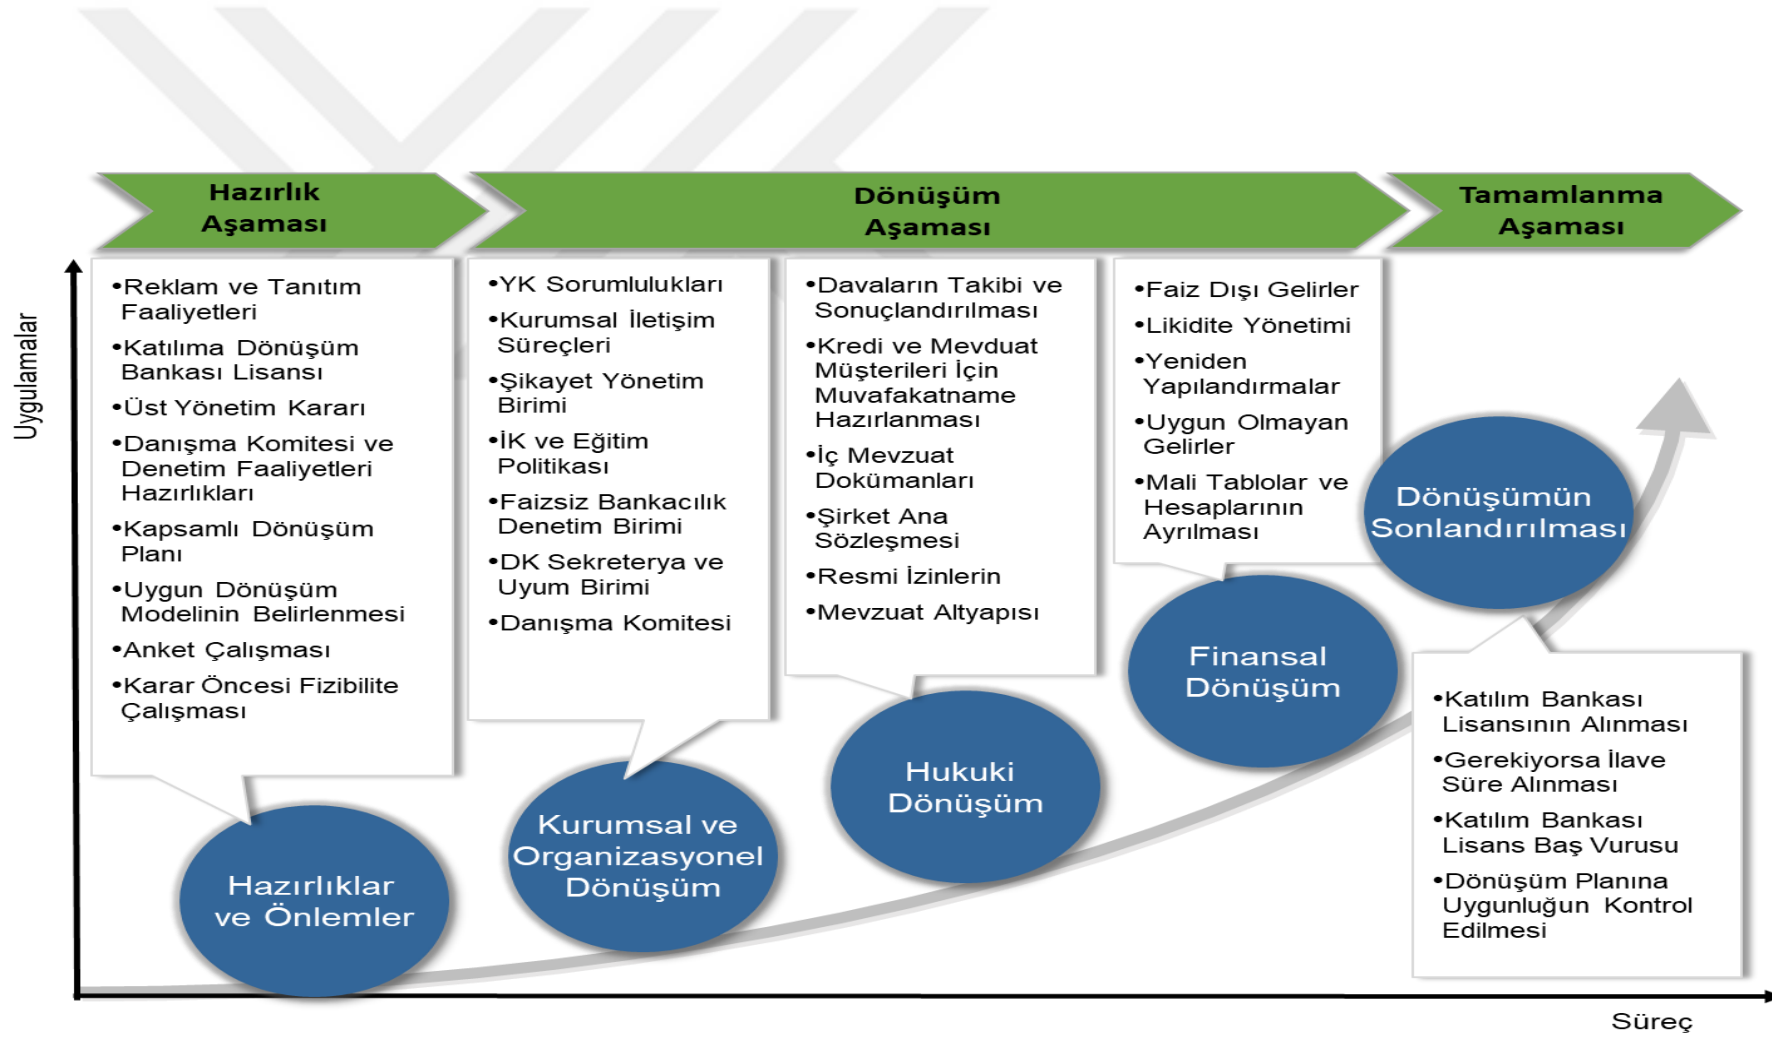 Hazırlık
Aşaması
Dönüşüm
Aşaması
Tamamlanma
Aşaması
Uygulamalar
•Reklam ve Tanıtım
Faaliyetleri
•Katılıma Dönüşüm
Bankası Lisansı
•Üst Yönetim Kararı
•Danışma Komitesi ve
Denetim Faaliyetleri
Hazırlıkları
•Kapsamlı Dönüşüm
Planı
•Uygun Dönüşüm
Modelinin Belirlenmesi
•Anket Çalışması
•Karar Öncesi Fizibilite
Çalışması
Hazırlıklar
ve Önlemler
•YK Sorumlulukları
•Kurumsal İletişim
Süreçleri
•Şikayet Yönetim
Birimi
•İK ve Eğitim
Politikası
•Faizsiz Bankacılık
Denetim Birimi
•DK Sekreterya ve
Uyum Birimi
•Danışma Komitesi
Kurumsal ve
Organizasyonel
Dönüşüm
•Davaların Takibi ve
Sonuçlandırılması
•Kredi ve Mevduat
Müşterileri İçin
Muvafakatname
Hazırlanması
•İç Mevzuat
Dokümanları
•Şirket Ana
Sözleşmesi
•Resmi İzinlerin
•Mevzuat Altyapısı
Hukuki
Dönüşüm
•Faiz Dışı Gelirler
•Likidite Yönetimi
•Yeniden
Yapılandırmalar
•Uygun Olmayan
Gelirler
•Mali Tablolar ve
Hesaplarının
Ayrılması
Finansal
Dönüşüm
Dönüşümün
Sonlandırılması
•Katılım Bankası
Lisansının Alınması
•Gerekiyorsa İlave
Süre Alınması
•Katılım Bankası
Lisans Baş Vurusu
•Dönüşüm Planına
Uygunluğun Kontrol
Edilmesi
Süreç